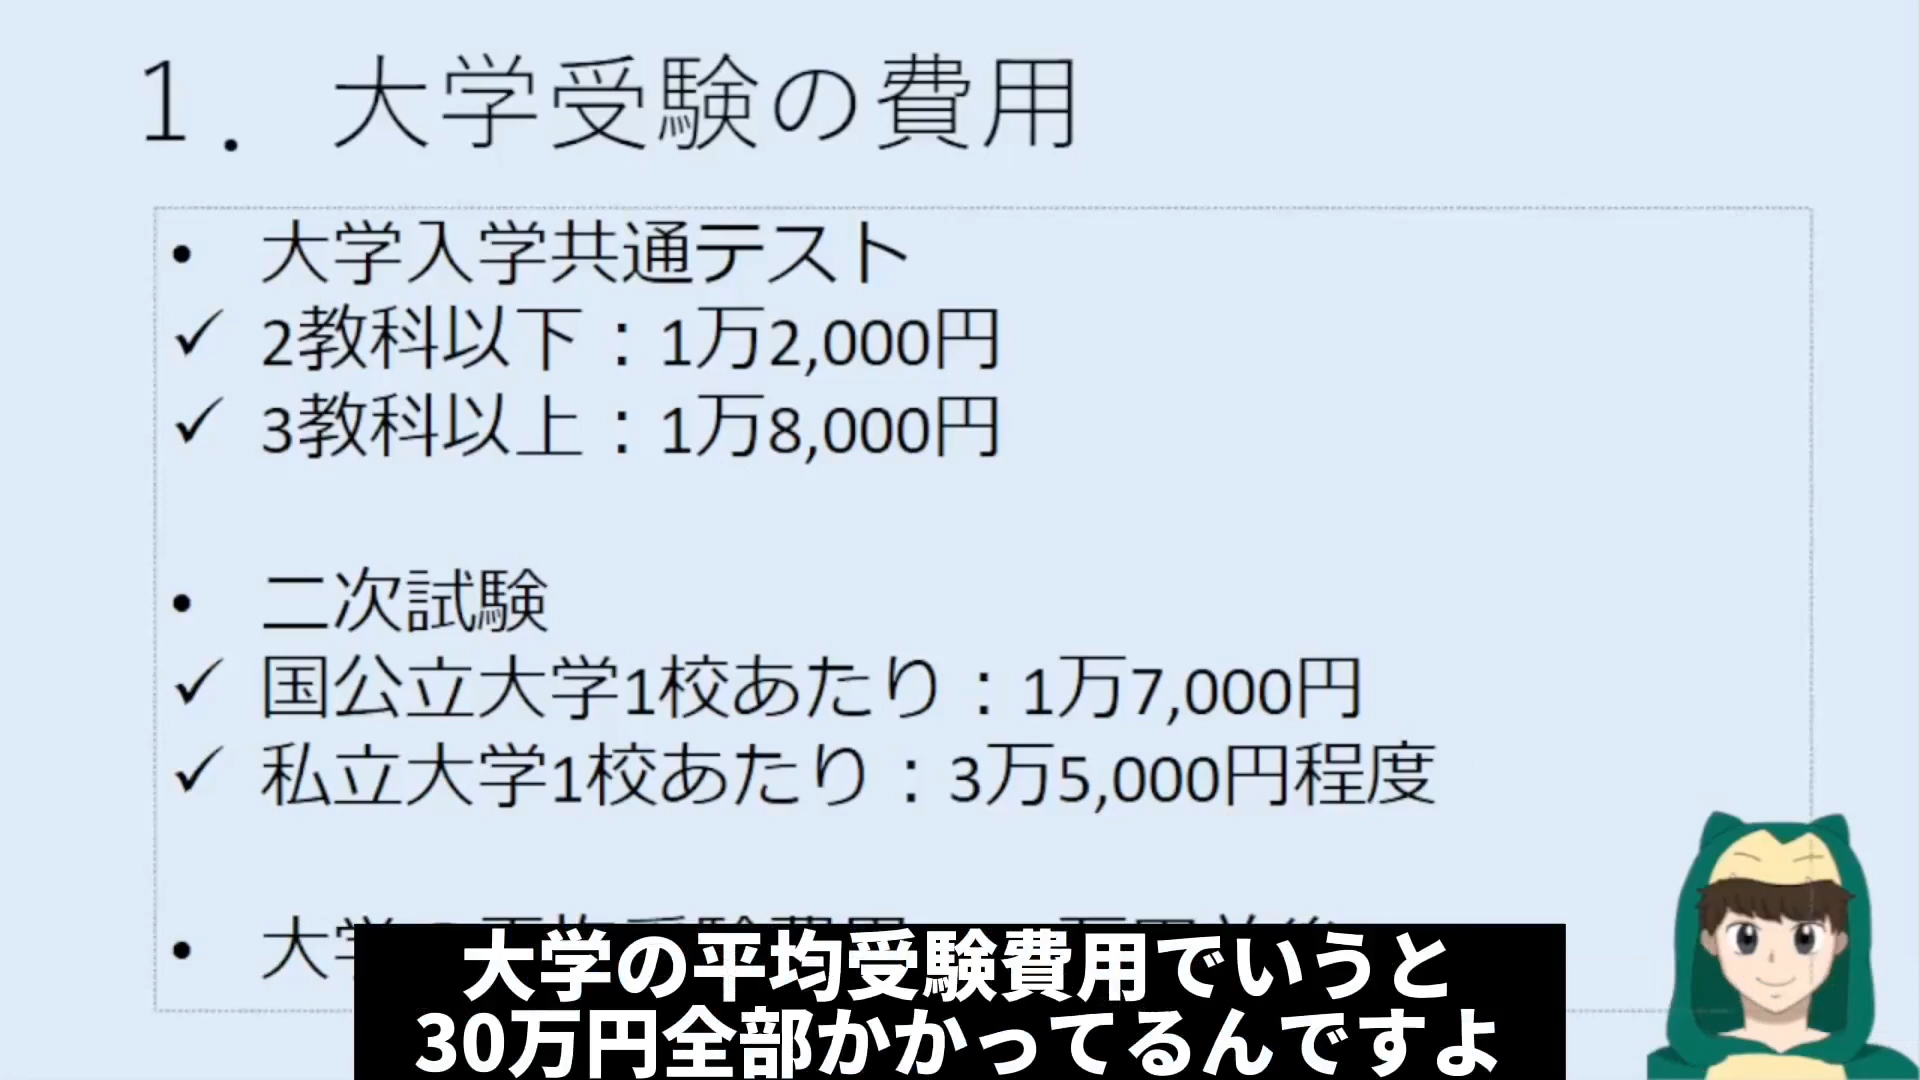 1. 大学受験の費用
• 大学入学共通テスト
✓ 2教科以下：1万2,000円
✓ 3教科以上：1万8,000円
• 二次試験
✓ 国公立大学1校あたり：1万7,000円
✓ 私立大学1校あたり：3万5,000円程度
• 大学
大学の平均受験費用でいうと
30万円全部かかってるんですよ